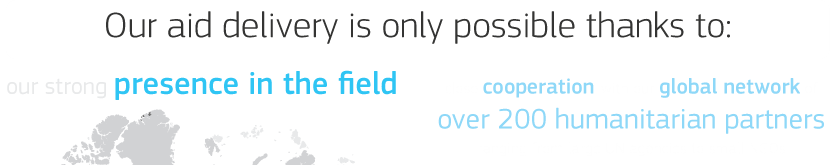 Our aid delivery is only possible thanks to:
our strong presence in the field
cooperation global network
over 200 humanitarian partners